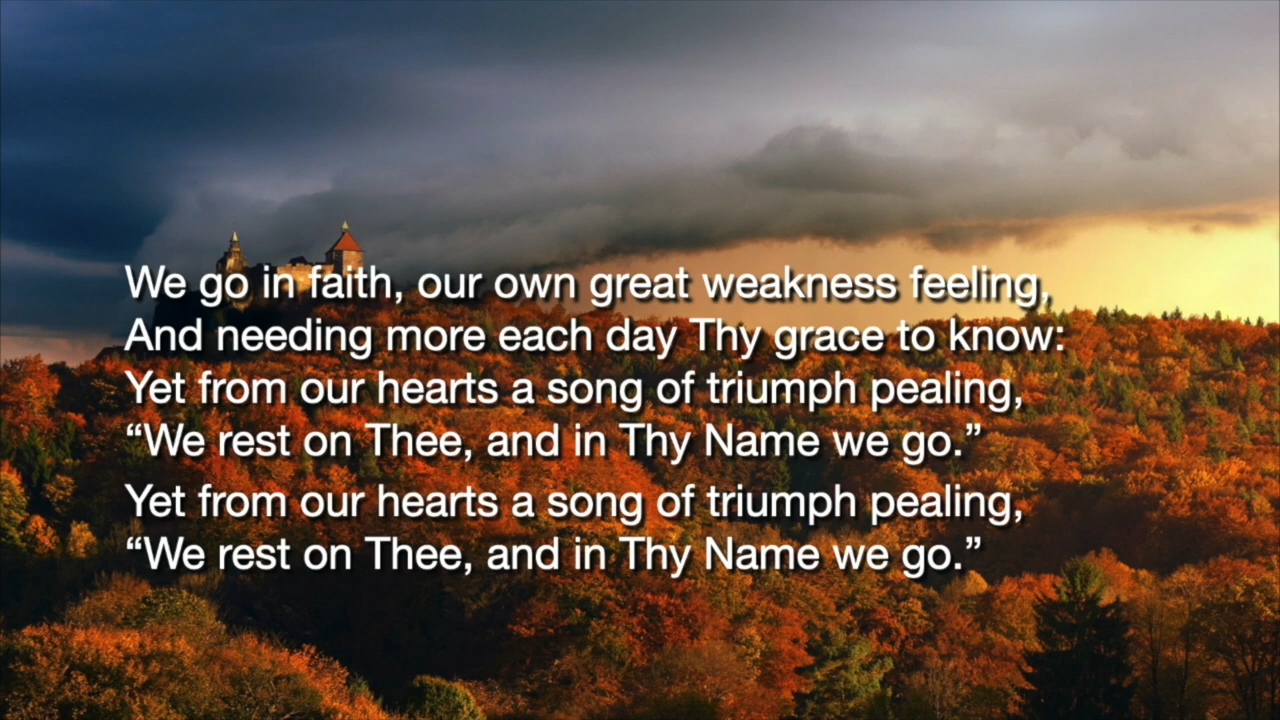 We go in faith, our own great weakness feeling,
And needing more each day Thy grace to know:
Yet from our hearts a song of triumph pealing,
“We rest on Thee, and in Thy Name we go.”
Yet from our hearts a song of triumph pealing,
“We rest on Thee, and in Thy Name we go.”